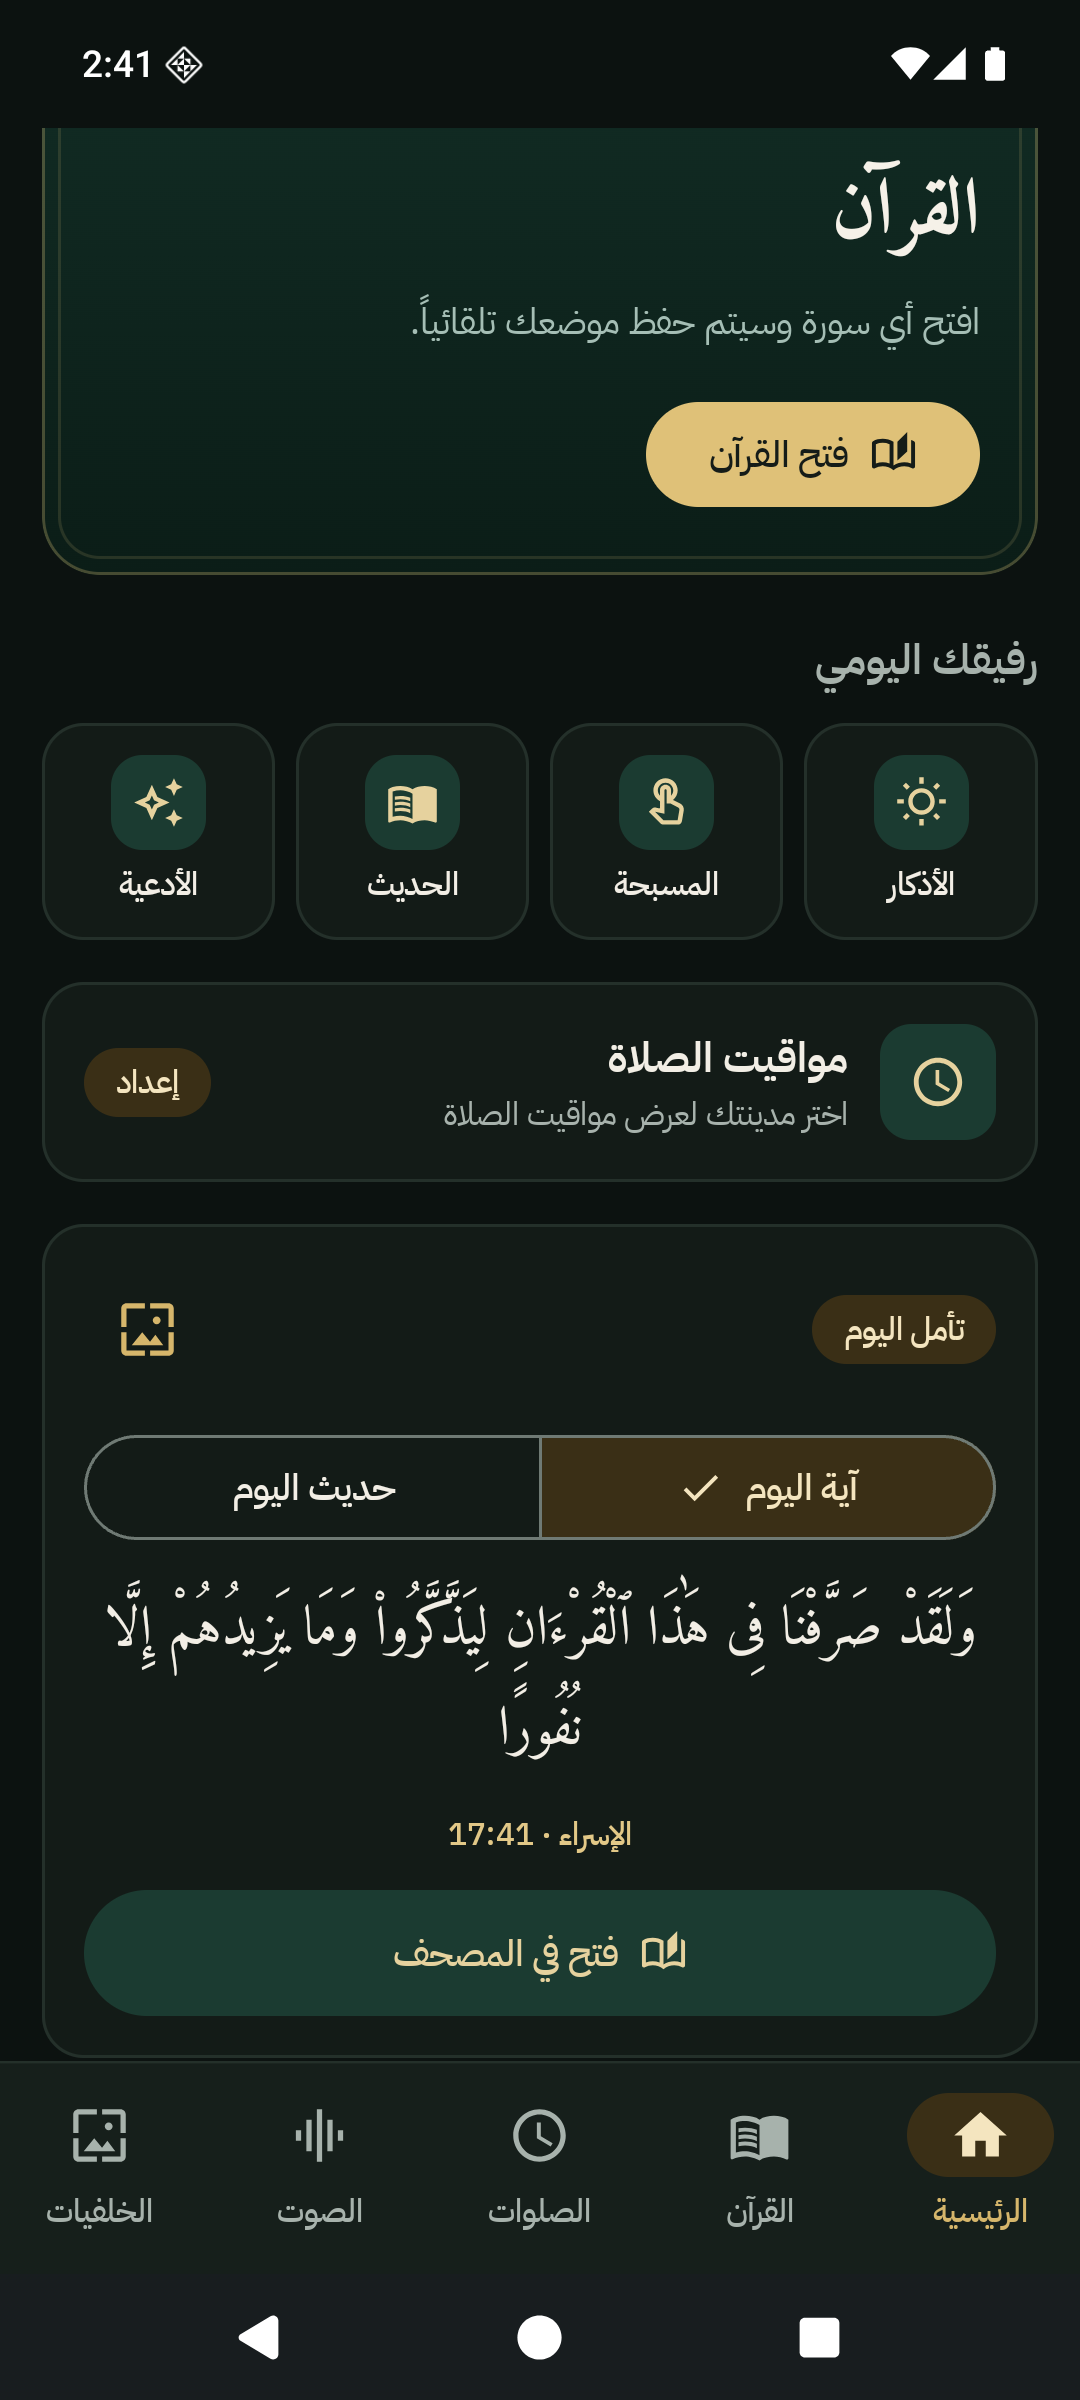 2:41
القرآن
افتح أي سورة وسيتم حفظ موضعك تلقائياً.
فتح القرآن
رفيقك اليومي
الأذكار
المسبحة
الحديث
الأدعية
مواقيت الصلاة
اختر مدينتك لعرض مواقيت الصلاة
إعداد
تأمل اليوم
آية اليوم
حديث اليوم
وَلَقَدْ صَرَّفْنَا فِى هَٰذَا ٱلْقُرْءَانِ لِيَذَّكَّرُوا۟ وَمَا يَزِيدُهُمْ إِلَّا
نُفُورًا
الإسراء · 17:41
فتح في المصحف
الرئيسية
القرآن
الصلوات
الصوت
الخلفيات